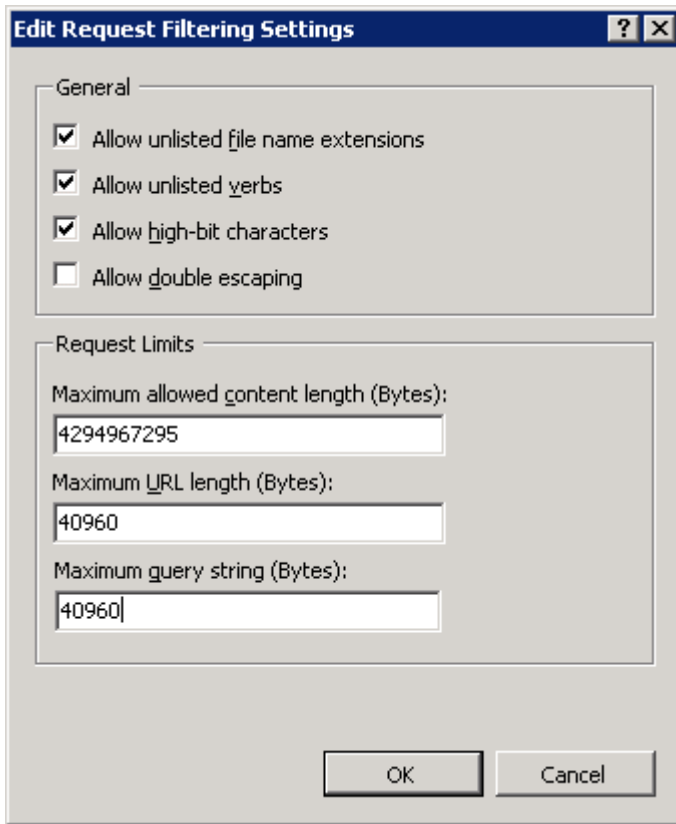 Edit Request Filtering Settings
General
Allow unlisted file name extensions
Allow unlisted verbs
Allow high-bit characters
Allow double escaping
Request Limits
Maximum allowed content length (Bytes):
4294967295
Maximum URL length (Bytes):
40960
Maximum query string (Bytes):
40960
OK Cancel